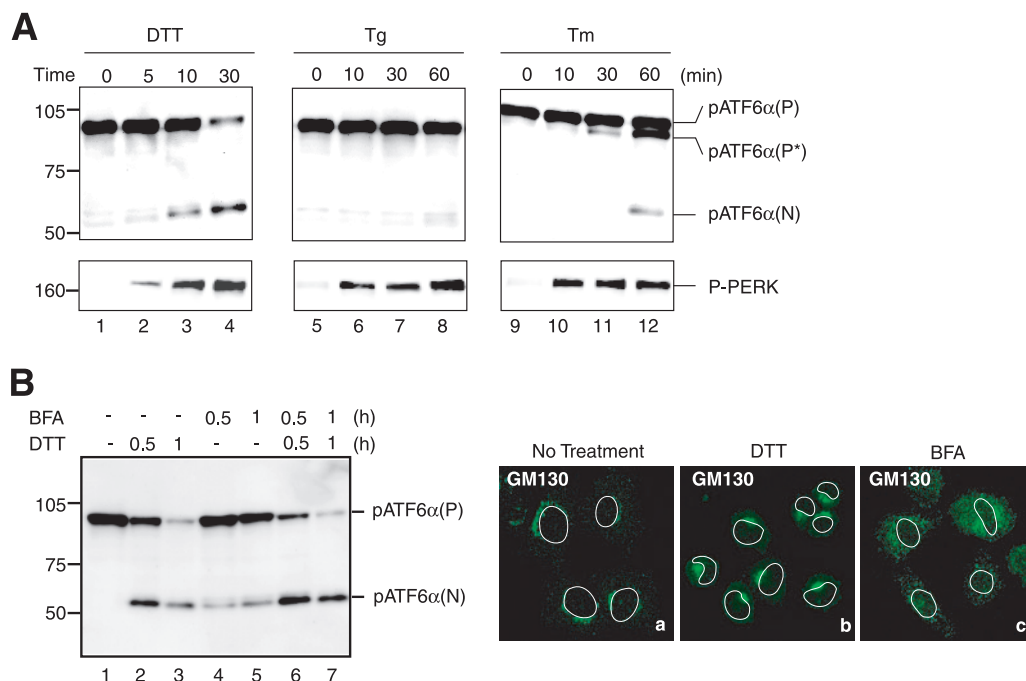 A
DTT Tg Tm
Time 0 5 10 30 0 10 30 60 0 10 30 60 (min)
105 pATF6α(P)
pATF6α(P*)
75
pATF6α(N)
50
160 P-PERK
1 2 3 4 5 6 7 8 9 10 11 12
B
BFA - - - 0.5 1 0.5 1 (h)
DTT - 0.5 1 - - 0.5 1 (h)
105 pATF6α(P)
75
50 pATF6α(N)
1 2 3 4 5 6 7
No Treatment DTT BFA
GM130 GM130 GM130
a b c